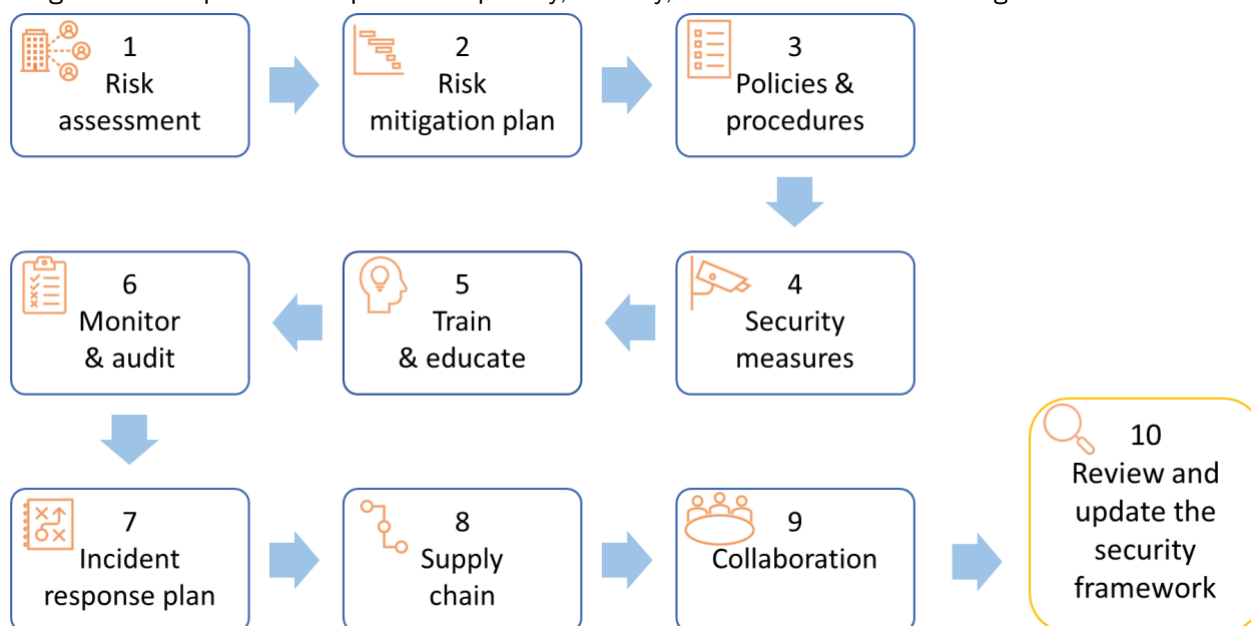 1
Risk
assessment
2
Risk
mitigation plan
3
Policies &
procedures
4
Security
measures
5
Train
& educate
6
Monitor
& audit
7
Incident
response plan
8
Supply
chain
9
Collaboration
10
Review and
update the
security
framework